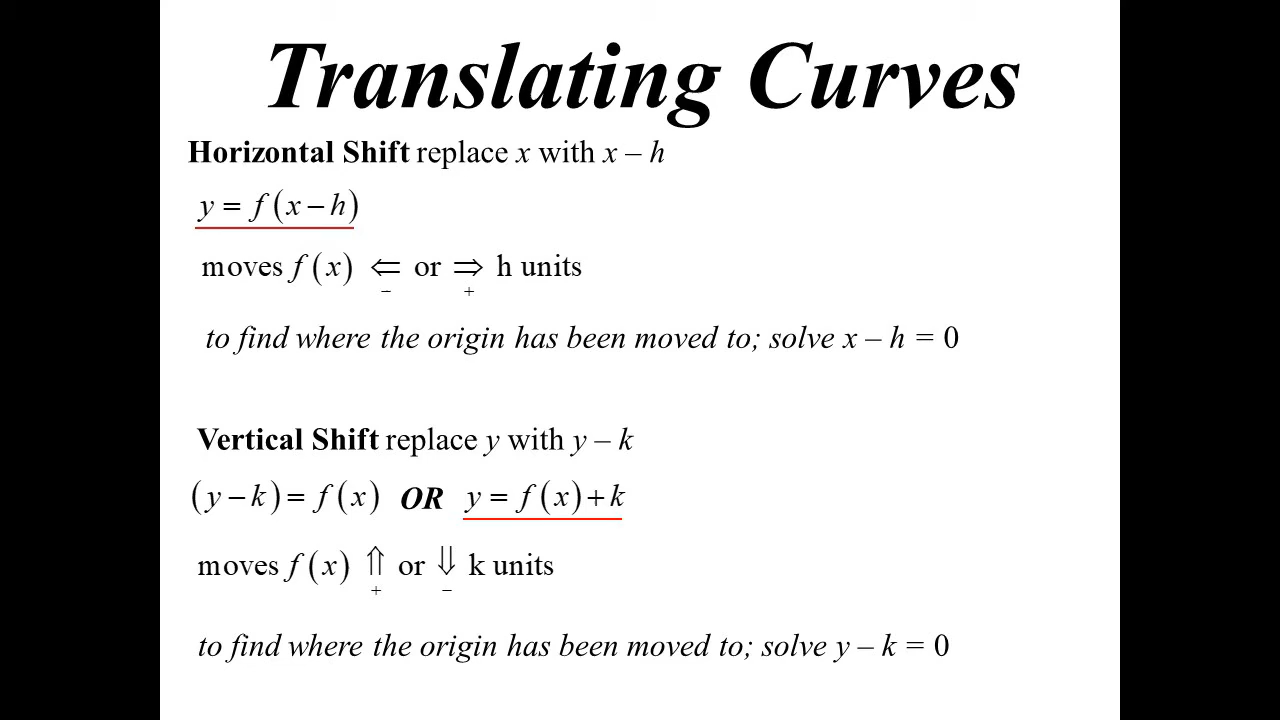 Translating Curves
Horizontal Shift replace x with x – h
y = f(x − h)
moves f(x) ⇐ or ⇒ h units
− +
to find where the origin has been moved to; solve x – h = 0
Vertical Shift replace y with y – k
(y − k) = f(x) OR y = f(x) + k
moves f(x) ⇑ or ⇓ k units
+ −
to find where the origin has been moved to; solve y – k = 0